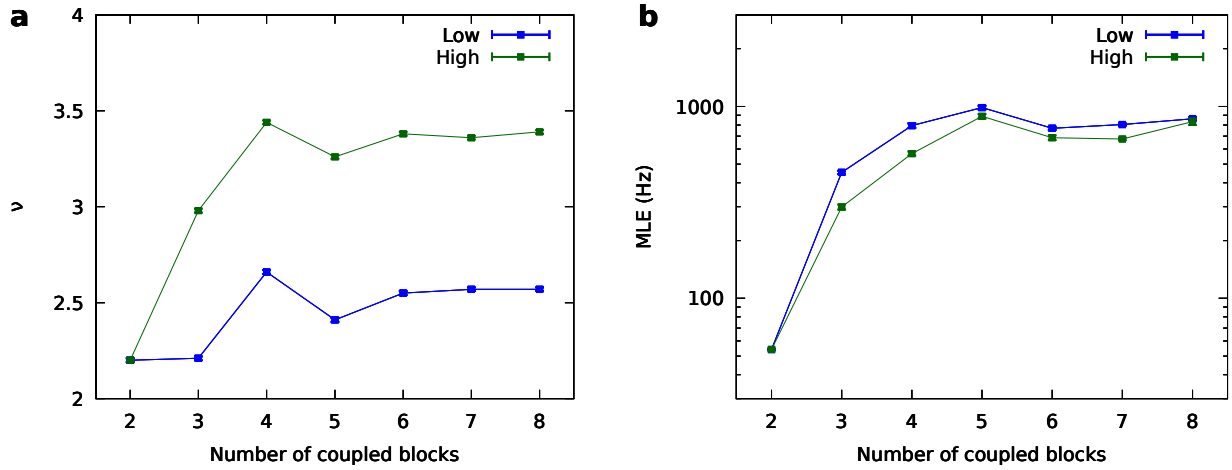 a
4
3.5
3
2.5
2
ν
Low
High
2 3 4 5 6 7 8
Number of coupled blocks
b
1000
100
MLE (Hz)
Low
High
2 3 4 5 6 7 8
Number of coupled blocks